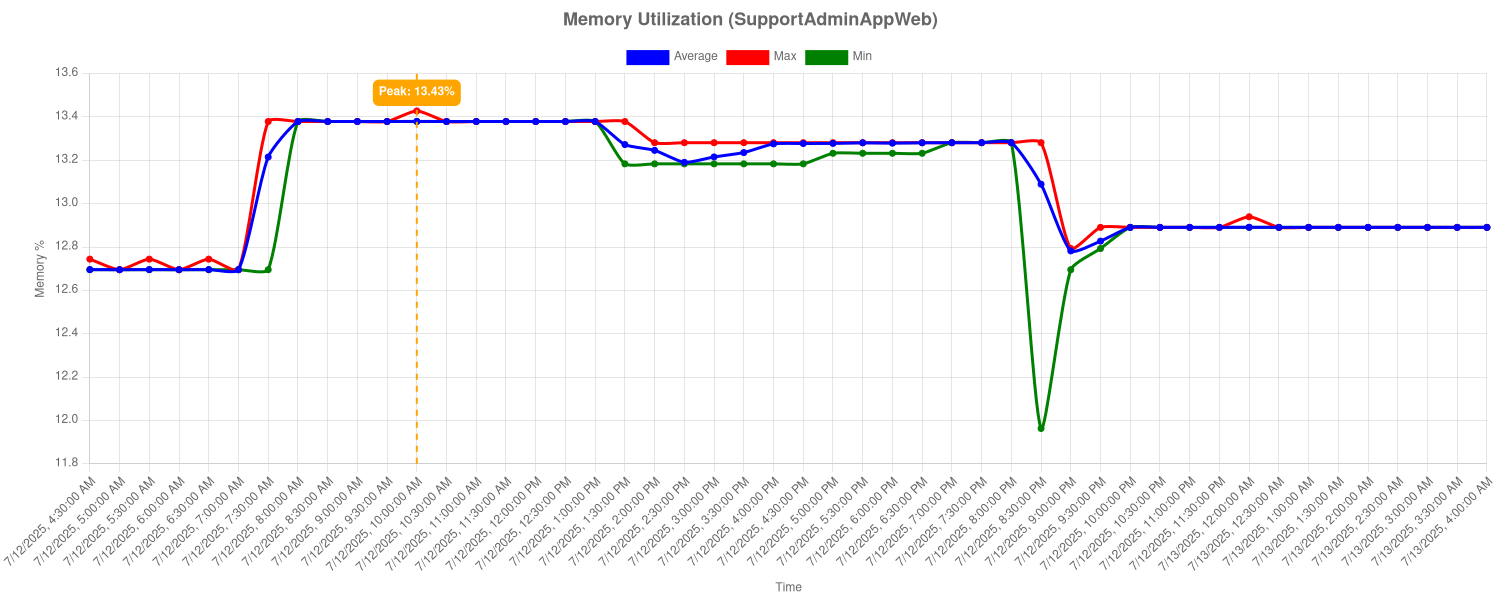 Memory Utilization (SupportAdminAppWeb)
Average Max Min
Peak: 13.43%
13.6
13.4
13.2
13.0
12.8
12.6
12.4
12.2
12.0
11.8
Memory %
7/12/2025, 4:30:00 AM
7/12/2025, 5:00:00 AM
7/12/2025, 5:30:00 AM
7/12/2025, 6:00:00 AM
7/12/2025, 6:30:00 AM
7/12/2025, 7:00:00 AM
7/12/2025, 7:30:00 AM
7/12/2025, 8:00:00 AM
7/12/2025, 8:30:00 AM
7/12/2025, 9:00:00 AM
7/12/2025, 9:30:00 AM
7/12/2025, 10:00:00 AM
7/12/2025, 10:30:00 AM
7/12/2025, 11:00:00 AM
7/12/2025, 11:30:00 AM
7/12/2025, 12:00:00 PM
7/12/2025, 12:30:00 PM
7/12/2025, 1:00:00 PM
7/12/2025, 1:30:00 PM
7/12/2025, 2:00:00 PM
7/12/2025, 2:30:00 PM
7/12/2025, 3:00:00 PM
7/12/2025, 3:30:00 PM
7/12/2025, 4:00:00 PM
7/12/2025, 4:30:00 PM
7/12/2025, 5:00:00 PM
7/12/2025, 5:30:00 PM
7/12/2025, 6:00:00 PM
7/12/2025, 6:30:00 PM
7/12/2025, 7:00:00 PM
7/12/2025, 7:30:00 PM
7/12/2025, 8:00:00 PM
7/12/2025, 8:30:00 PM
7/12/2025, 9:00:00 PM
7/12/2025, 9:30:00 PM
7/12/2025, 10:00:00 PM
7/12/2025, 10:30:00 PM
7/12/2025, 11:00:00 PM
7/12/2025, 11:30:00 PM
7/13/2025, 12:00:00 AM
7/13/2025, 12:30:00 AM
7/13/2025, 1:00:00 AM
7/13/2025, 1:30:00 AM
7/13/2025, 2:00:00 AM
7/13/2025, 2:30:00 AM
7/13/2025, 3:00:00 AM
7/13/2025, 3:30:00 AM
7/13/2025, 4:00:00 AM
Time